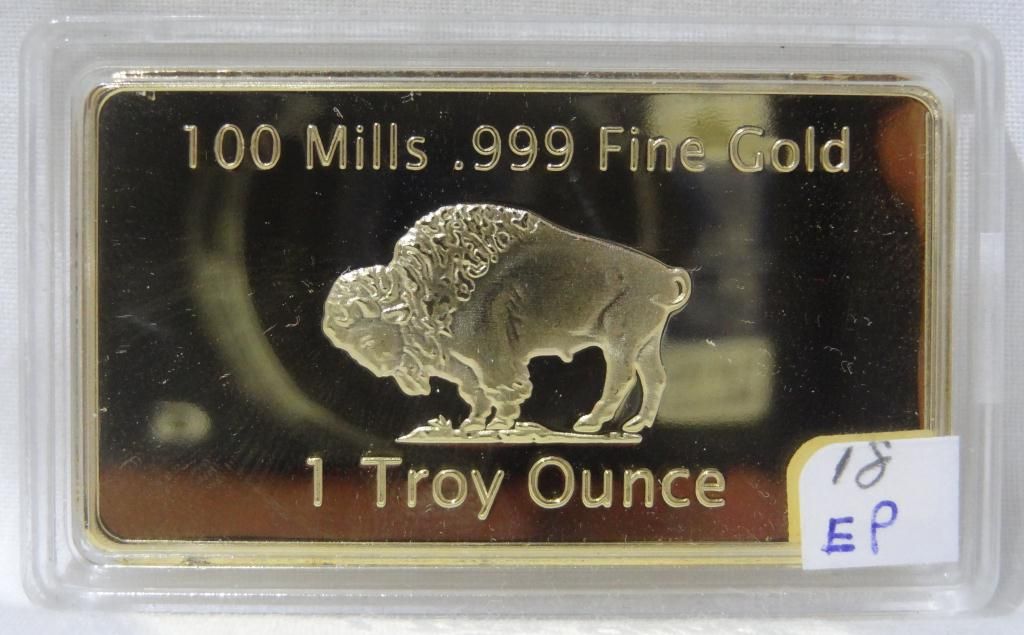 100 Mills .999 Fine Gold
1 Troy Ounce
18
EP